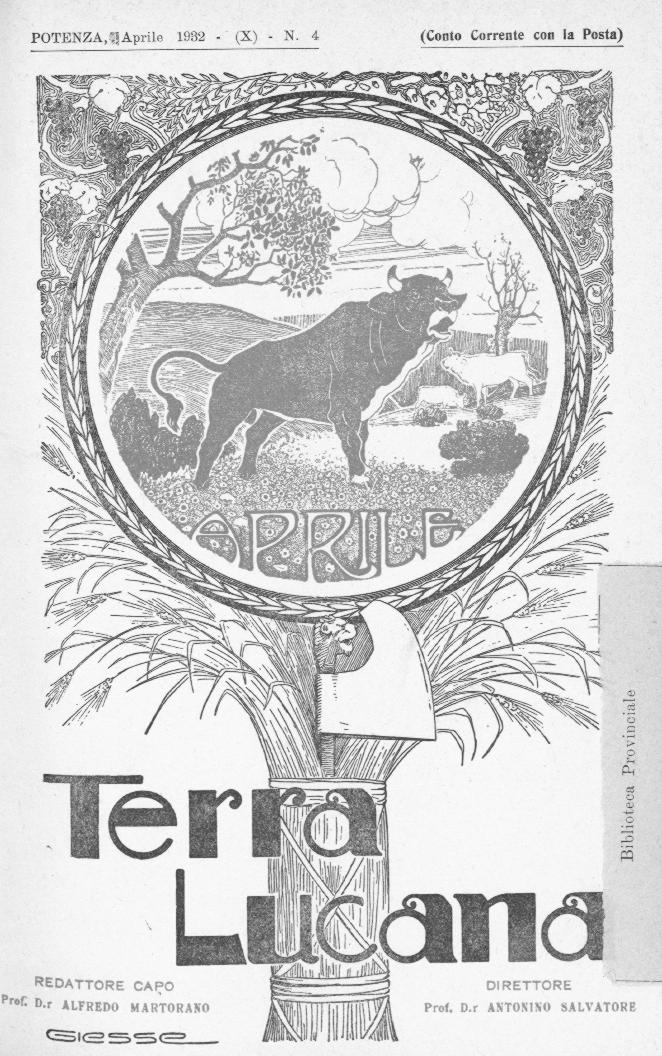 POTENZA, Aprile 1932 - (X) - N. 4
(Conto Corrente con la Posta)
APRILE
Terra
Lucana
Biblioteca Provinciale
REDATTORE CAPO
Prof. D.r ALFREDO MARTORANO
DIRETTORE
Prof. D.r ANTONINO SALVATORE
GIESSE